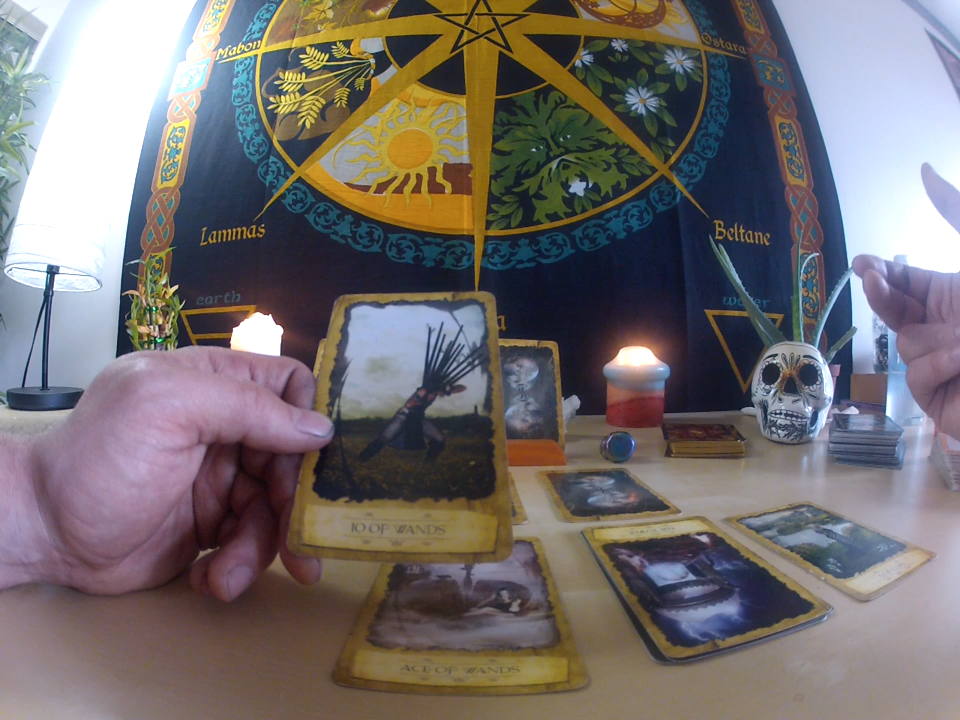 Mabon
Ostara
Lammas
Beltane
earth
water
10 OF WANDS
ACE OF WANDS